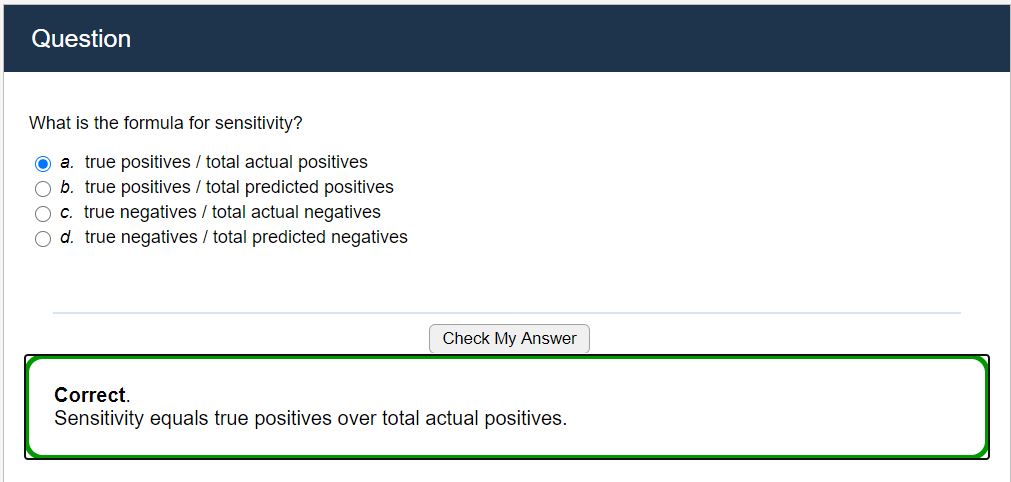 Question
What is the formula for sensitivity?
a. true positives / total actual positives
b. true positives / total predicted positives
c. true negatives / total actual negatives
d. true negatives / total predicted negatives
Check My Answer
Correct.
Sensitivity equals true positives over total actual positives.